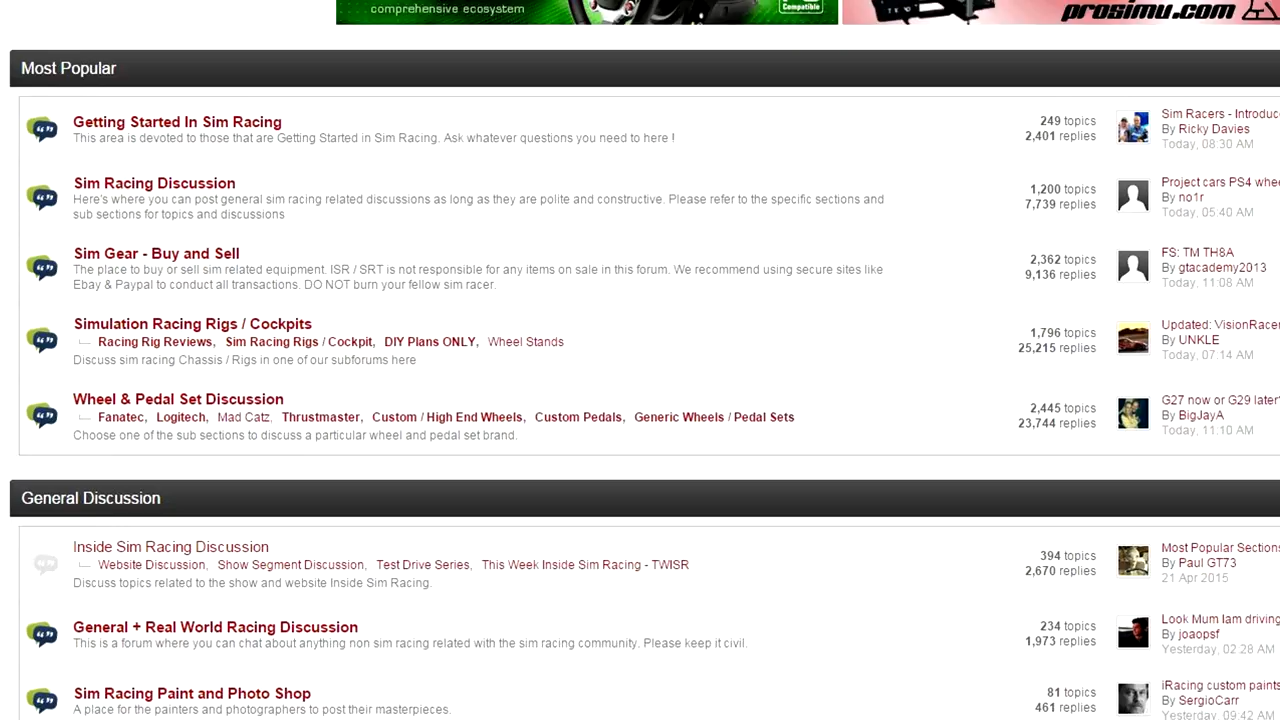 comprehensive ecosystem
Compatible
prosimu.com
Most Popular
Getting Started In Sim Racing
This area is devoted to those that are Getting Started in Sim Racing. Ask whatever questions you need to here !
249 topics
2,401 replies
Sim Racers - Introduc
By Ricky Davies
Today, 08:30 AM
Sim Racing Discussion
Here's where you can post general sim racing related discussions as long as they are polite and constructive. Please refer to the specific sections and
sub sections for topics and discussions
1,200 topics
7,739 replies
Project cars PS4 whe
By no1r
Today, 05:40 AM
Sim Gear - Buy and Sell
The place to buy or sell sim related equipment. ISR / SRT is not responsible for any items on sale in this forum. We recommend using secure sites like
Ebay & Paypal to conduct all transactions. DO NOT burn your fellow sim racer.
2,362 topics
9,136 replies
FS: TM TH8A
By gtacademy2013
Today, 11:08 AM
Simulation Racing Rigs / Cockpits
Racing Rig Reviews, Sim Racing Rigs / Cockpit, DIY Plans ONLY, Wheel Stands
Discuss sim racing Chassis / Rigs in one of our subforums here
1,796 topics
25,215 replies
Updated: VisionRacer
By UNKLE
Today, 07:14 AM
Wheel & Pedal Set Discussion
Fanatec, Logitech, Mad Catz, Thrustmaster, Custom / High End Wheels, Custom Pedals, Generic Wheels / Pedal Sets
Choose one of the sub sections to discuss a particular wheel and pedal set brand.
2,445 topics
23,744 replies
G27 now or G29 later?
By BigJayA
Today, 11:10 AM
General Discussion
Inside Sim Racing Discussion
Website Discussion, Show Segment Discussion, Test Drive Series, This Week Inside Sim Racing - TWISR
Discuss topics related to the show and website Inside Sim Racing.
394 topics
2,670 replies
Most Popular Sections
By Paul GT73
21 Apr 2015
General + Real World Racing Discussion
This is a forum where you can chat about anything non sim racing related with the sim racing community. Please keep it civil.
234 topics
1,973 replies
Look Mum Iam driving
By joaopsf
Yesterday, 02:28 AM
Sim Racing Paint and Photo Shop
A place for the painters and photographers to post their masterpieces.
81 topics
461 replies
iRacing custom paints
By SergioCarr
Yesterday, 09:42 AM